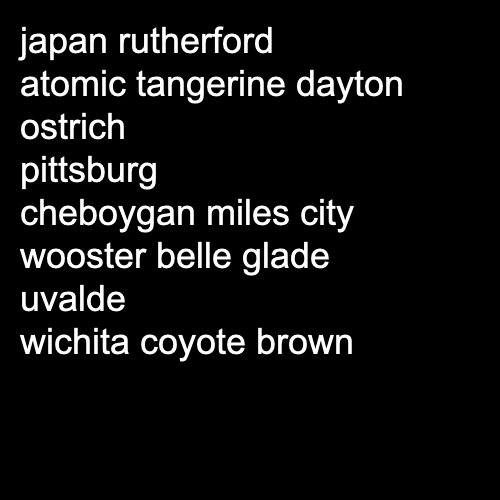 japan rutherford
atomic tangerine dayton
ostrich
pittsburg
cheboygan miles city
wooster belle glade
uvalde
wichita coyote brown